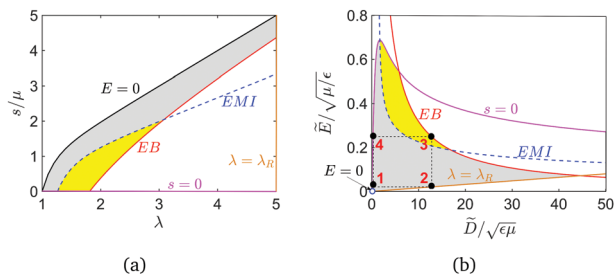 5
4
3
2
1
0
s/μ
1 2 3 4 5
λ
E = 0
EMI
EB
λ = λ_R
s = 0
(a)
0.8
0.6
0.4
0.2
0
Ẽ/√μ/ϵ
0 10 20 30 40 50
D̃/√ϵμ
EB
s = 0
EMI
4 3
E = 0
1 2
λ = λ_R
(b)